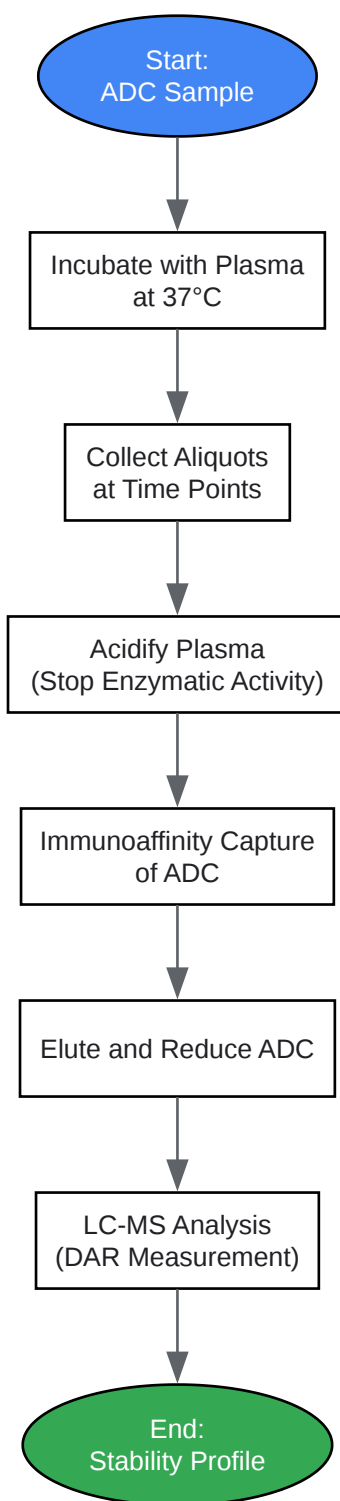 Start:
ADC Sample
Incubate with Plasma
at 37°C
Collect Aliquots
at Time Points
Acidify Plasma
(Stop Enzymatic Activity)
Immunoaffinity Capture
of ADC
Elute and Reduce ADC
LC-MS Analysis
(DAR Measurement)
End:
Stability Profile